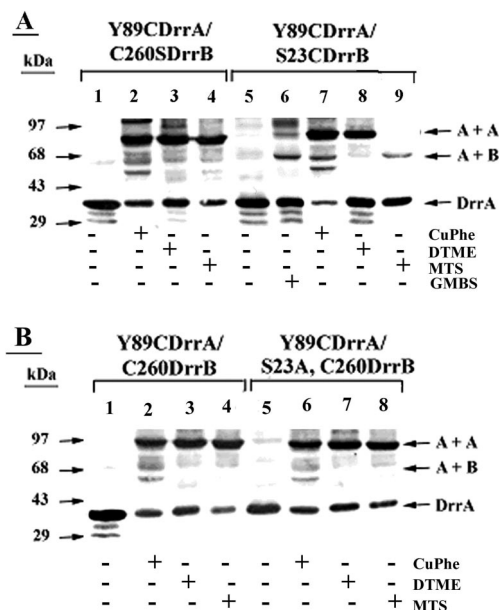 A
Y89CDrrA/ Y89CDrrA/
C260SDrrB S23CDrrB
kDa
1 2 3 4 5 6 7 8 9
97
A + A
68
A + B
43
DrrA
29
- + - - - - + - - CuPhe
- - + - - - - + - DTME
- - - + - - - - + MTS
- - - - - + - - - GMBS
B
Y89CDrrA/ Y89CDrrA/
C260DrrB S23A, C260DrrB
kDa
1 2 3 4 5 6 7 8
97
A + A
68
A + B
43
DrrA
29
- + - - - + - - CuPhe
- - + - - - + - DTME
- - - + - - - + MTS